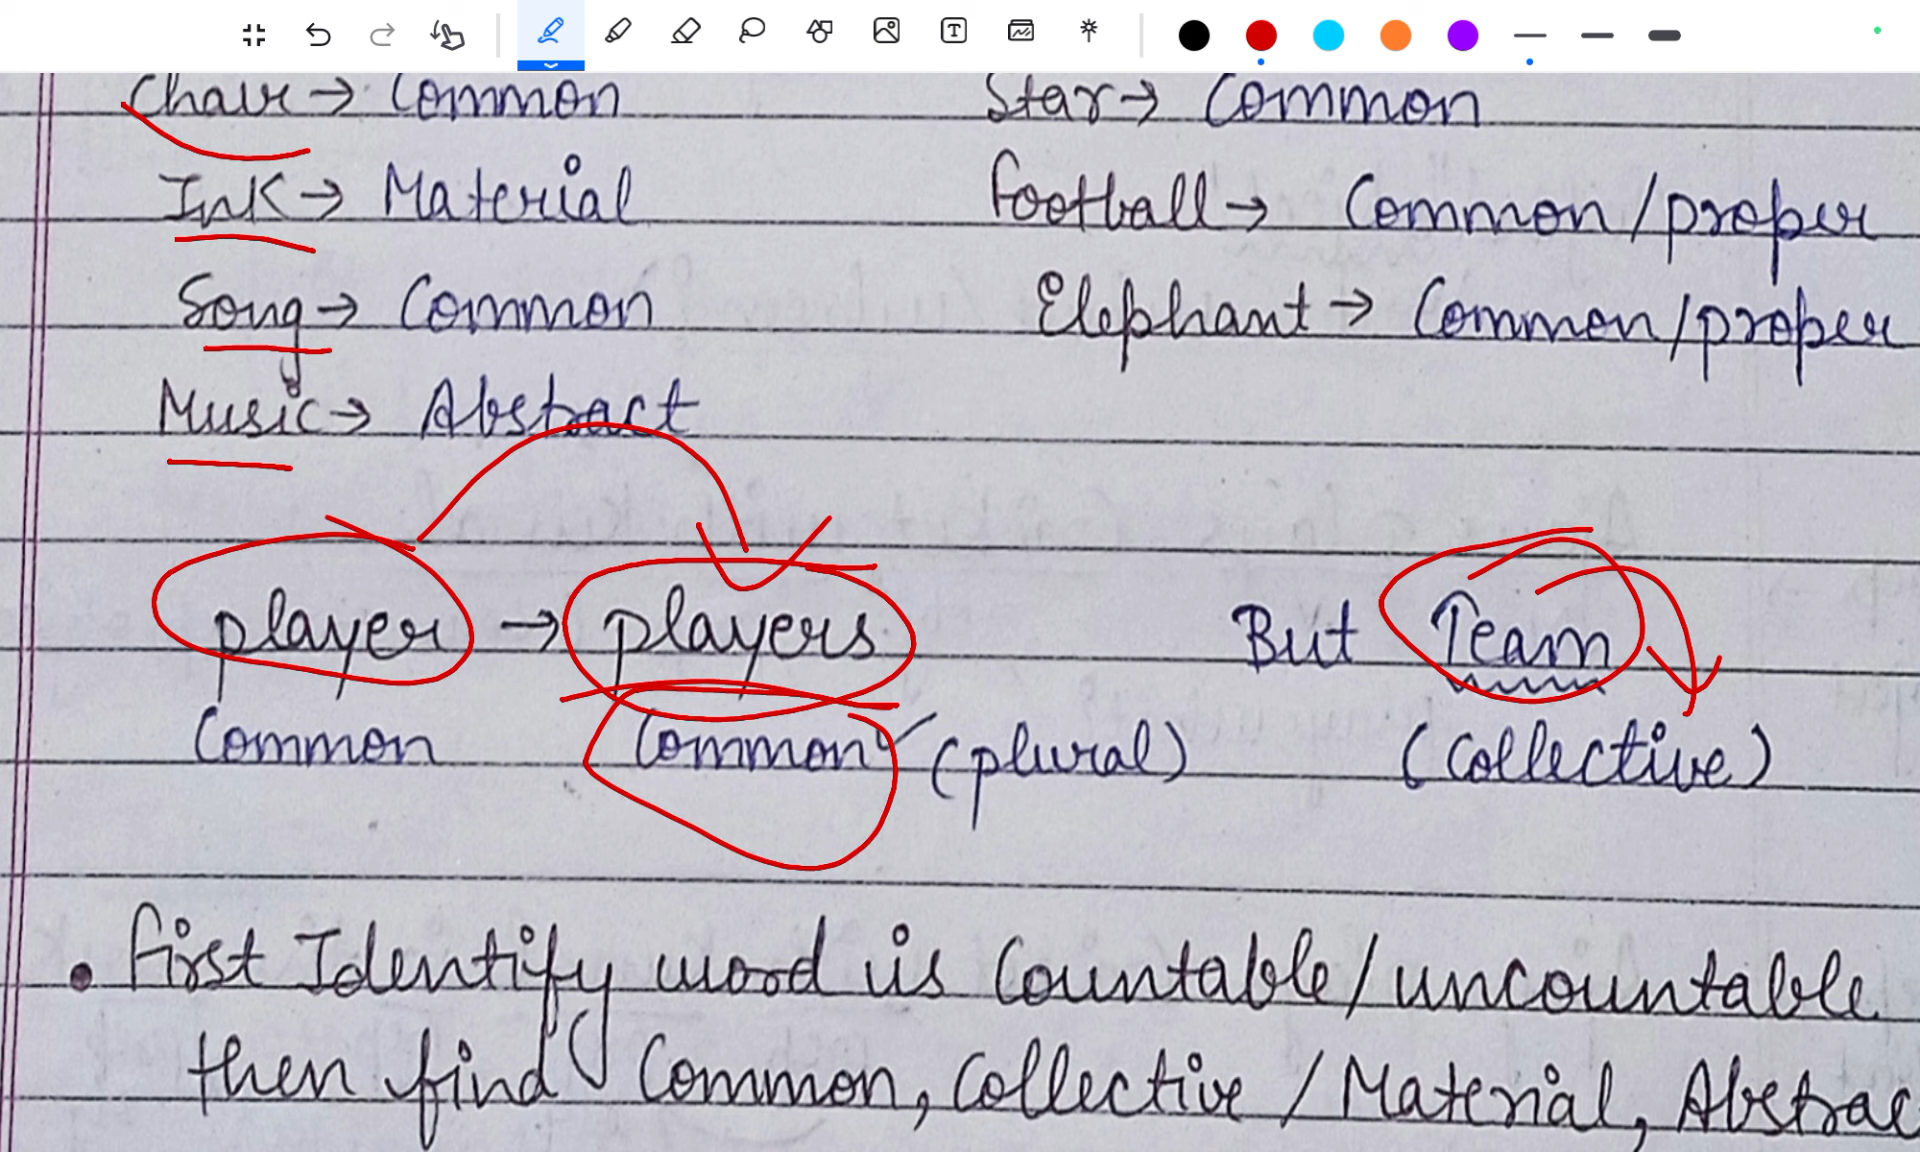 Chair → Common
Star → Common
Ink → Material
Football → Common/proper
Song → Common
Elephant → Common/proper
Music → Abstract
player → players
But Team
Common
Common (plural)
(Collective)
• First Identify word is Countable/uncountable
then find Common, Collective / Material, Abstrac